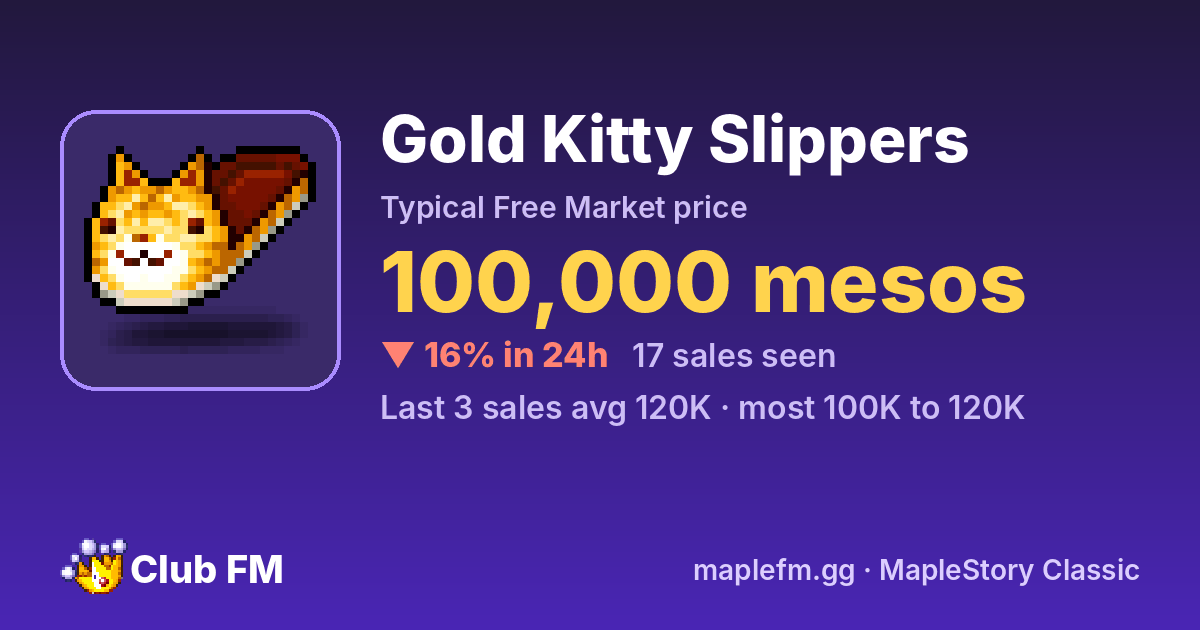 Gold Kitty Slippers
Typical Free Market price
100,000 mesos
▼ 16% in 24h 17 sales seen
Last 3 sales avg 120K · most 100K to 120K
Club FM
maplefm.gg · MapleStory Classic